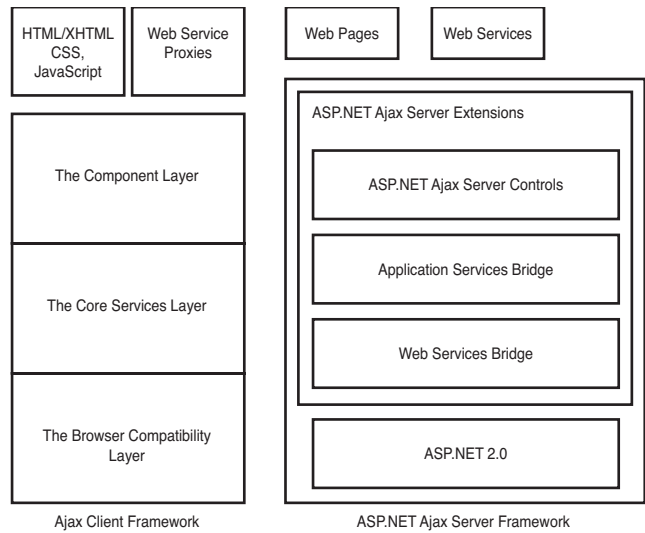 HTML/XHTML
CSS,
JavaScript
Web Service
Proxies
The Component Layer
The Core Services Layer
The Browser Compatibility
Layer
Ajax Client Framework
Web Pages
Web Services
ASP.NET Ajax Server Extensions
ASP.NET Ajax Server Controls
Application Services Bridge
Web Services Bridge
ASP.NET 2.0
ASP.NET Ajax Server Framework